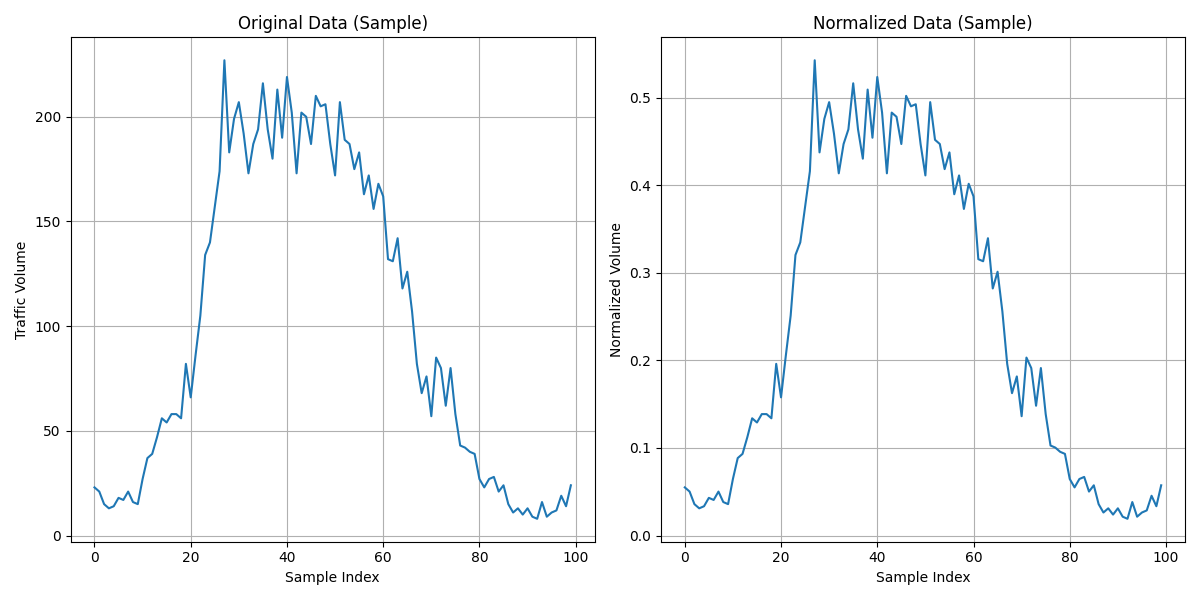 Original Data (Sample)
Traffic Volume
200
150
100
50
0
0 20 40 60 80 100
Sample Index
Normalized Data (Sample)
Normalized Volume
0.5
0.4
0.3
0.2
0.1
0.0
0 20 40 60 80 100
Sample Index